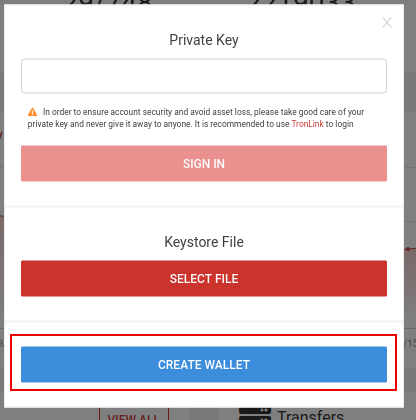 Private Key
In order to ensure account security and avoid asset loss, please take good care of your
private key and never give it away to anyone. It is recommended to use TronLink to login
SIGN IN
Keystore File
SELECT FILE
CREATE WALLET
VIEW ALL
Transfers